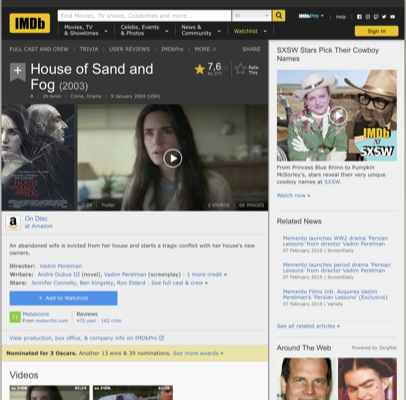 IMDb
Find Movies, TV shows, Celebrities and more...
All
IMDbPro
Help
Movies, TV
& Showtimes
Celebs, Events
& Photos
News &
Community
Watchlist
Sign in
FULL CAST AND CREW | TRIVIA | USER REVIEWS | IMDbPro | MORE
SHARE
House of Sand and
Fog (2003)
7,6
Rate
This
R | 2h 6min | Crime, Drama | 9 January 2004 (USA)
HOUSE OF
SAND AND FOG
Trailer
2 VIDEOS | 68 IMAGES
On Disc
at Amazon
An abandoned wife is evicted from her house and starts a tragic conflict with her house's new
owners.
Director: Vadim Perelman
Writers: Andre Dubus III (novel), Vadim Perelman (screenplay) | 1 more credit »
Stars: Jennifer Connelly, Ben Kingsley, Ron Eldard | See full cast & crew »
+ Add to Watchlist
71
Metascore
From metacritic.com
Reviews
475 user | 162 critic
View production, box office, & company info on IMDbPro
Nominated for 3 Oscars. Another 13 wins & 39 nominations. See more awards »
Videos
SXSW Stars Pick Their Cowboy
Names
IMDb
AT
SXSW
From Princess Blue Rhino to Pumpkin
McSorley's, stars reveal their very unique
cowboy names at SXSW.
Watch now »
Related News
Memento launches WW2 drama 'Persian
Lessons' from director Vadim Perelman
07 February 2019 | ScreenDaily
Memento launches period drama 'Persian
Lessons' from director Vadim Perelman
07 February 2019 | ScreenDaily
Memento Films Intl. Acquires Vadim
Perelman's 'Persian Lessons' (Exclusive)
07 February 2019 | Variety
See all related articles »
Around The Web
Powered by ZergNet